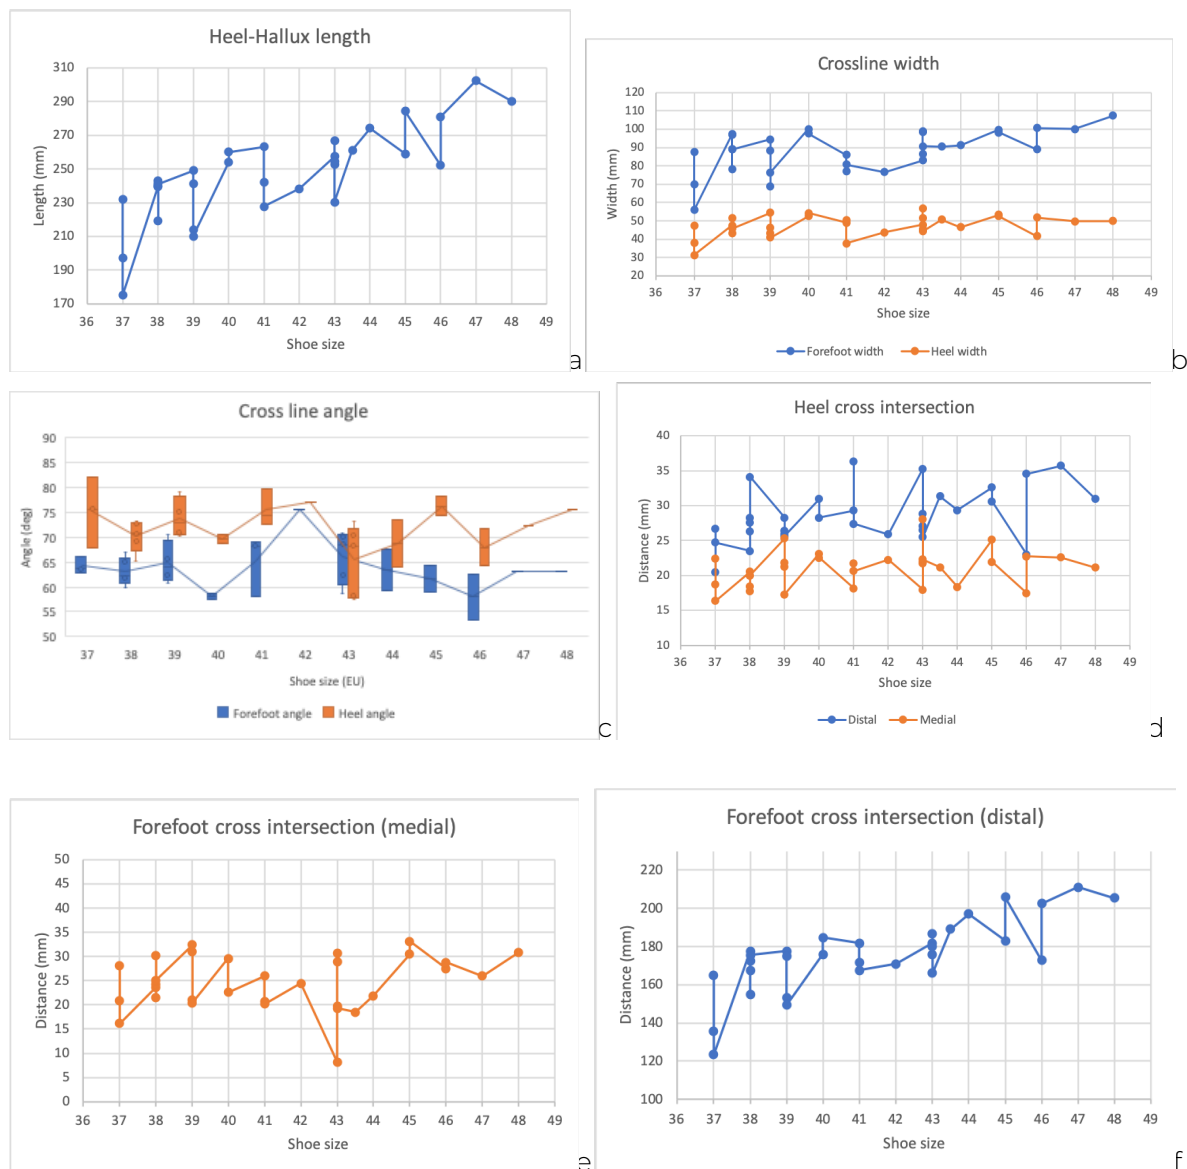 Heel-Hallux length
310
290
270
250
230
210
190
170
Length (mm)
36 37 38 39 40 41 42 43 44 45 46 47 48 49
Shoe size
a
Crossline width
120
110
100
90
80
70
60
50
40
30
20
Width (mm)
36 37 38 39 40 41 42 43 44 45 46 47 48 49
Shoe size
Forefoot width Heel width
b
Cross line angle
90
85
80
75
70
65
60
55
50
Angle (deg)
37 38 39 40 41 42 43 44 45 46 47 48
Shoe size (EU)
Forefoot angle Heel angle
c
Heel cross intersection
40
35
30
25
20
15
10
Distance (mm)
36 37 38 39 40 41 42 43 44 45 46 47 48 49
Shoe size
Distal Medial
d
Forefoot cross intersection (medial)
50
45
40
35
30
25
20
15
10
5
0
Distance (mm)
36 37 38 39 40 41 42 43 44 45 46 47 48 49
Shoe size
e
Forefoot cross intersection (distal)
220
200
180
160
140
120
100
Distance (mm)
36 37 38 39 40 41 42 43 44 45 46 47 48 49
Shoe size
f